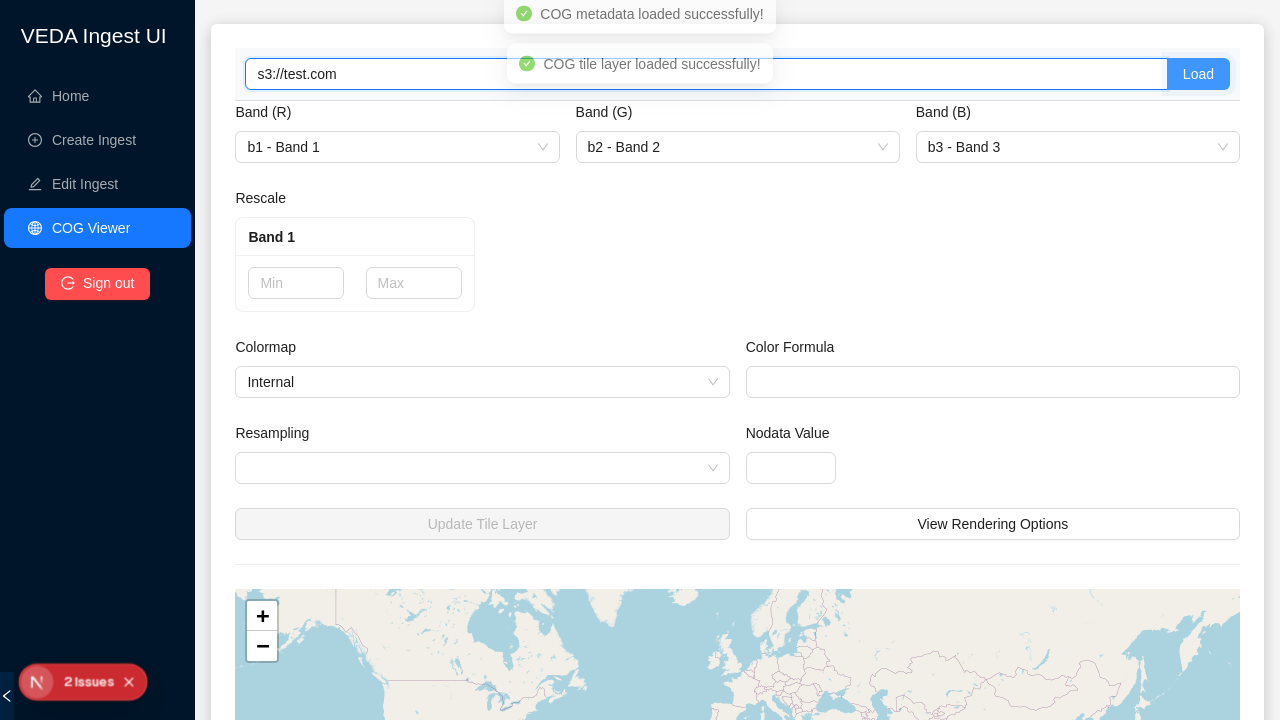 VEDA Ingest UI
Home
Create Ingest
Edit Ingest
COG Viewer
Sign out
2 Issues
COG metadata loaded successfully!
COG tile layer loaded successfully!
s3://test.com
Load
Band (R)
Band (G)
Band (B)
b1 - Band 1
b2 - Band 2
b3 - Band 3
Rescale
Band 1
Min
Max
Colormap
Color Formula
Internal
Resampling
Nodata Value
Update Tile Layer
View Rendering Options
+
−